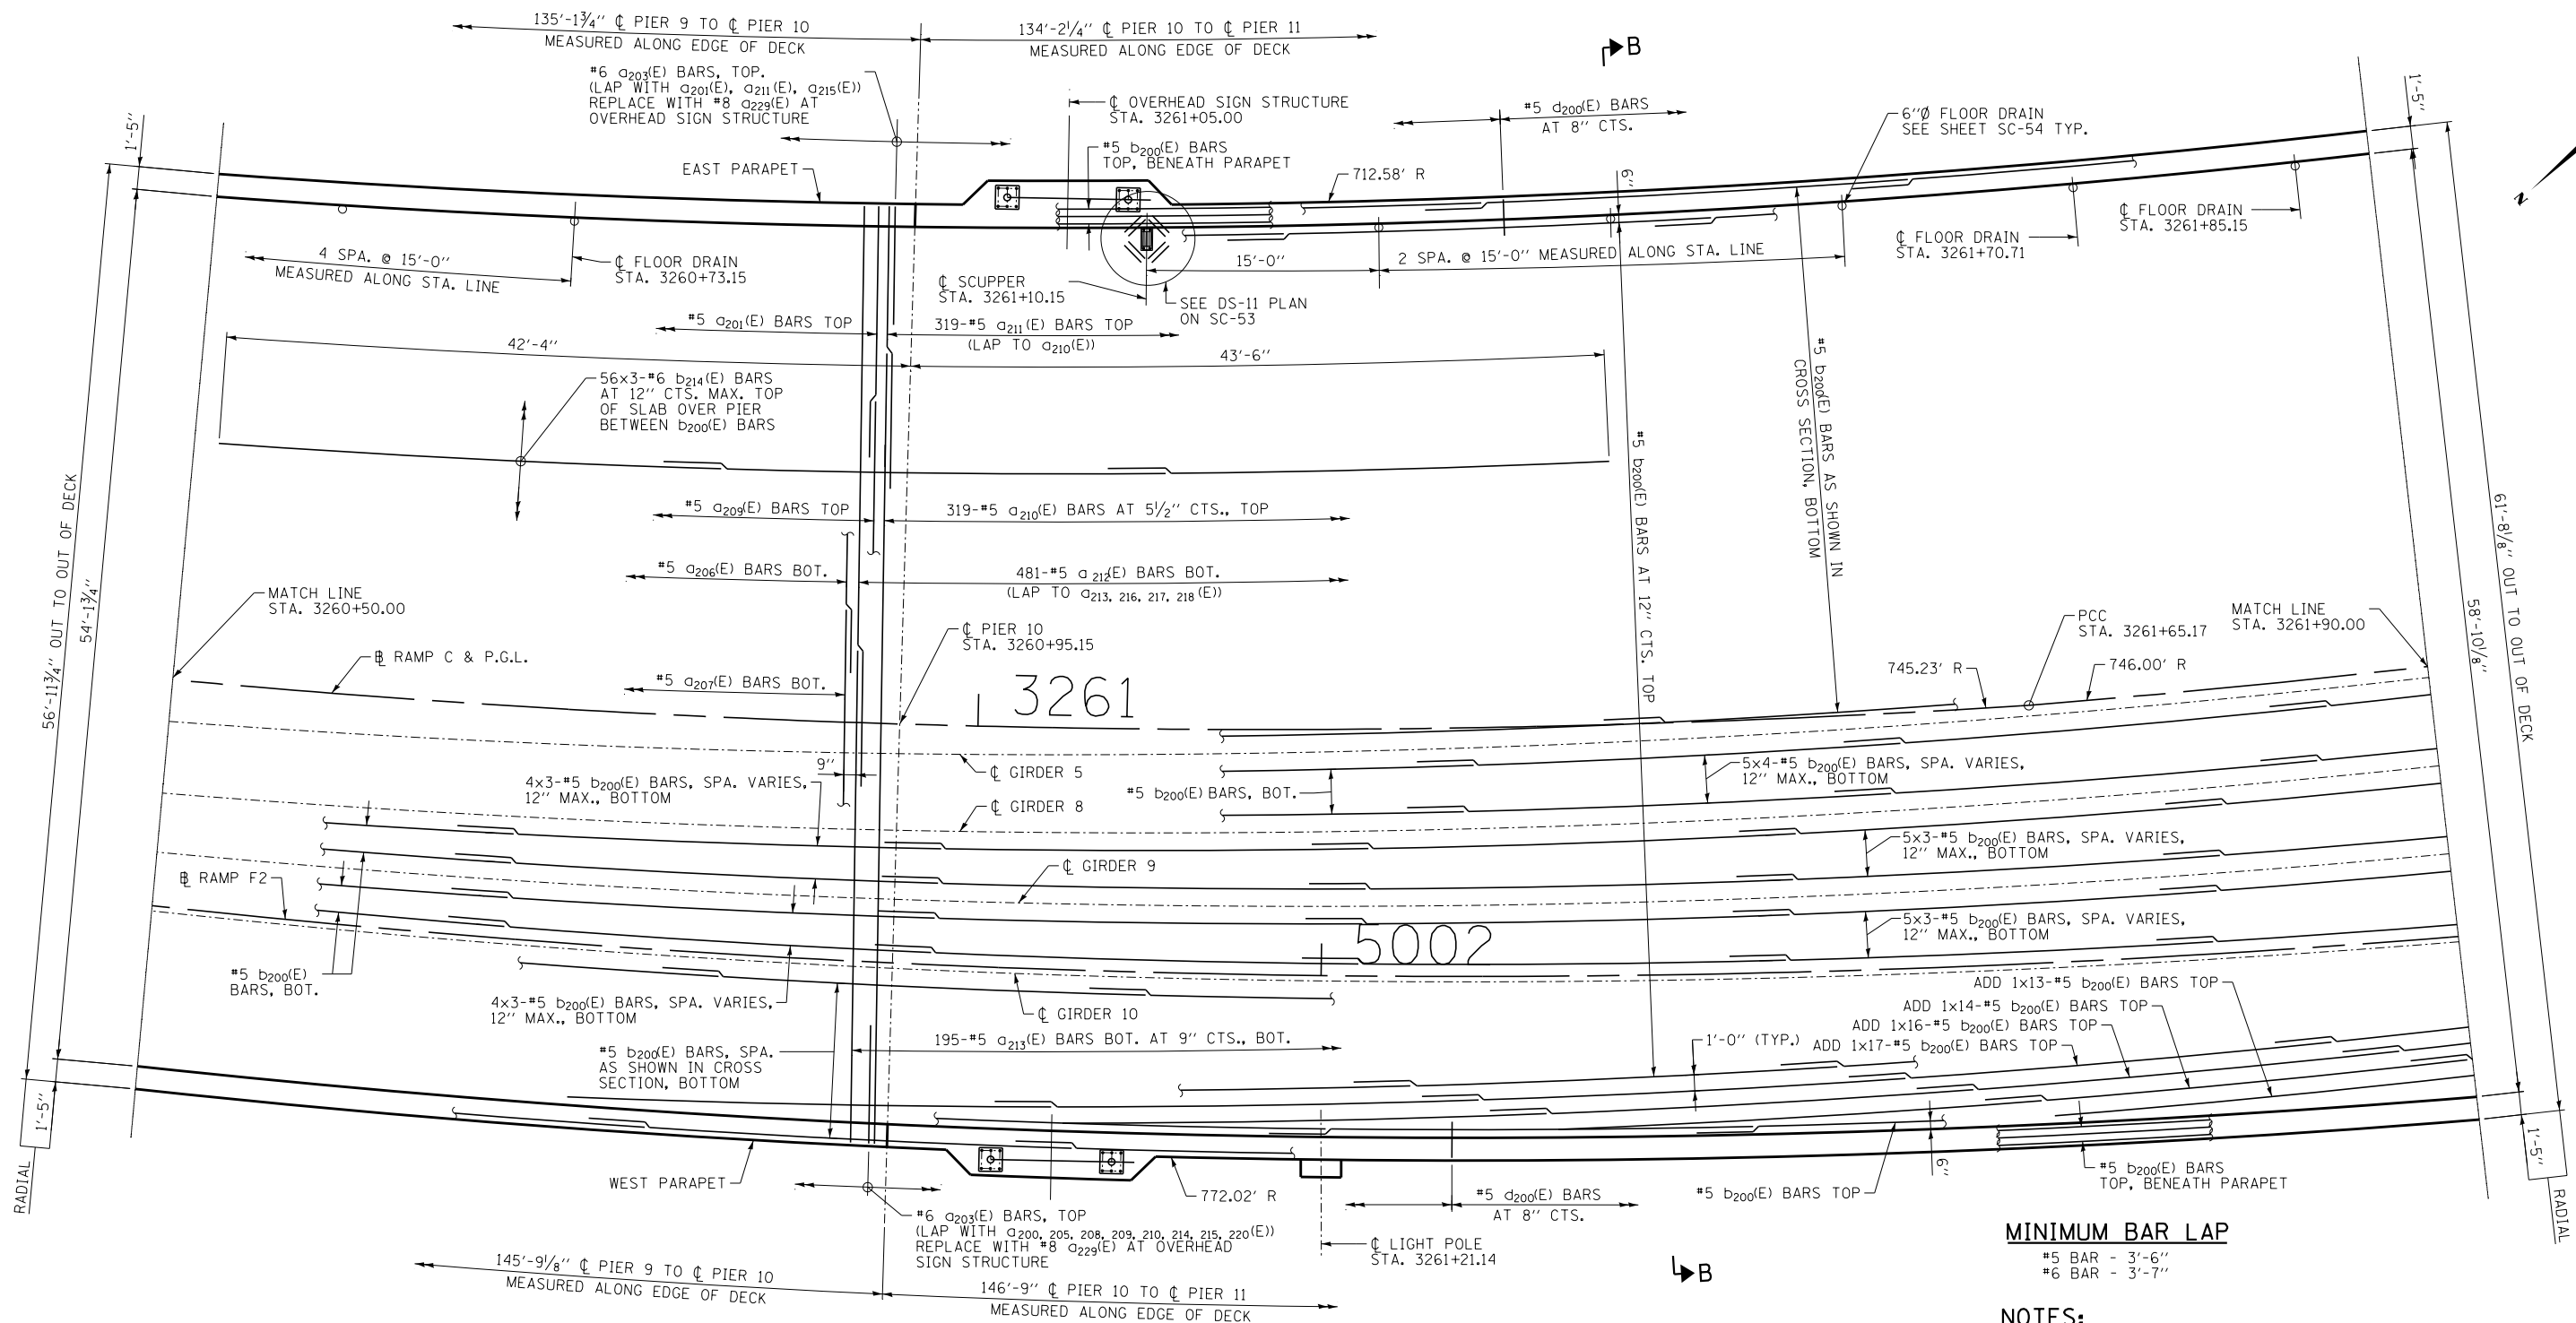 135'-1¾" ℄ PIER 9 TO ℄ PIER 10
MEASURED ALONG EDGE OF DECK
134'-2¼" ℄ PIER 10 TO ℄ PIER 11
MEASURED ALONG EDGE OF DECK
B
#6 a203(E) BARS, TOP.
(LAP WITH a201(E), a211(E), a215(E))
REPLACE WITH #8 a229(E) AT
OVERHEAD SIGN STRUCTURE
℄ OVERHEAD SIGN STRUCTURE
STA. 3261+05.00
#5 d200(E) BARS
AT 8" CTS.
6"Ø FLOOR DRAIN
SEE SHEET SC-54 TYP.
1'-5"
1'-5"
#5 b200(E) BARS
TOP, BENEATH PARAPET
EAST PARAPET
712.58' R
6"
N
℄ FLOOR DRAIN
STA. 3261+85.15
℄ FLOOR DRAIN
STA. 3261+70.71
4 SPA. @ 15'-0"
MEASURED ALONG STA. LINE
℄ FLOOR DRAIN
STA. 3260+73.15
15'-0"
2 SPA. @ 15'-0" MEASURED ALONG STA. LINE
℄ SCUPPER
STA. 3261+10.15
SEE DS-11 PLAN
ON SC-53
#5 a201(E) BARS TOP
319-#5 a211(E) BARS TOP
(LAP TO a210(E))
42'-4"
43'-6"
56x3-#6 b214(E) BARS
AT 12" CTS. MAX. TOP
OF SLAB OVER PIER
BETWEEN b200(E) BARS
#5 b200(E) BARS AS SHOWN IN
CROSS SECTION, BOTTOM
#5 b200(E) BARS AT 12" CTS. TOP
#5 a209(E) BARS TOP
319-#5 a210(E) BARS AT 5½" CTS., TOP
#5 a206(E) BARS BOT.
481-#5 a212(E) BARS BOT.
(LAP TO a213, 216, 217, 218(E))
56'-11¾" OUT TO OUT OF DECK
54'-1¾"
61'-8⅛" OUT TO OUT OF DECK
58'-10⅛"
MATCH LINE
STA. 3260+50.00
℄ PIER 10
STA. 3260+95.15
PCC
STA. 3261+65.17
MATCH LINE
STA. 3261+90.00
B̵L RAMP C & P.G.L.
745.23' R
746.00' R
#5 a207(E) BARS BOT.
3261
9"
℄ GIRDER 5
4x3-#5 b200(E) BARS, SPA. VARIES,
12" MAX., BOTTOM
#5 b200(E) BARS, BOT.
5x4-#5 b200(E) BARS, SPA. VARIES,
12" MAX., BOTTOM
℄ GIRDER 8
5x3-#5 b200(E) BARS, SPA. VARIES,
12" MAX., BOTTOM
℄ GIRDER 9
B̵L RAMP F2
5x3-#5 b200(E) BARS, SPA. VARIES,
12" MAX., BOTTOM
5002
#5 b200(E)
BARS, BOT.
4x3-#5 b200(E) BARS, SPA. VARIES,
12" MAX., BOTTOM
℄ GIRDER 10
ADD 1x13-#5 b200(E) BARS TOP
ADD 1x14-#5 b200(E) BARS TOP
ADD 1x16-#5 b200(E) BARS TOP
ADD 1x17-#5 b200(E) BARS TOP
1'-0" (TYP.)
195-#5 a213(E) BARS BOT. AT 9" CTS., BOT.
#5 b200(E) BARS, SPA.
AS SHOWN IN CROSS
SECTION, BOTTOM
1'-5"
RADIAL
1'-5"
RADIAL
WEST PARAPET
772.02' R
#5 d200(E) BARS
AT 8" CTS.
6"
#5 b200(E) BARS TOP
#5 b200(E) BARS
TOP, BENEATH PARAPET
#6 a203(E) BARS, TOP
(LAP WITH a200, 205, 208, 209, 210, 214, 215, 220(E))
REPLACE WITH #8 a229(E) AT OVERHEAD
SIGN STRUCTURE
℄ LIGHT POLE
STA. 3261+21.14
B
MINIMUM BAR LAP
#5 BAR - 3'-6"
#6 BAR - 3'-7"
145'-9⅛" ℄ PIER 9 TO ℄ PIER 10
MEASURED ALONG EDGE OF DECK
146'-9" ℄ PIER 10 TO ℄ PIER 11
MEASURED ALONG EDGE OF DECK
NOTES: